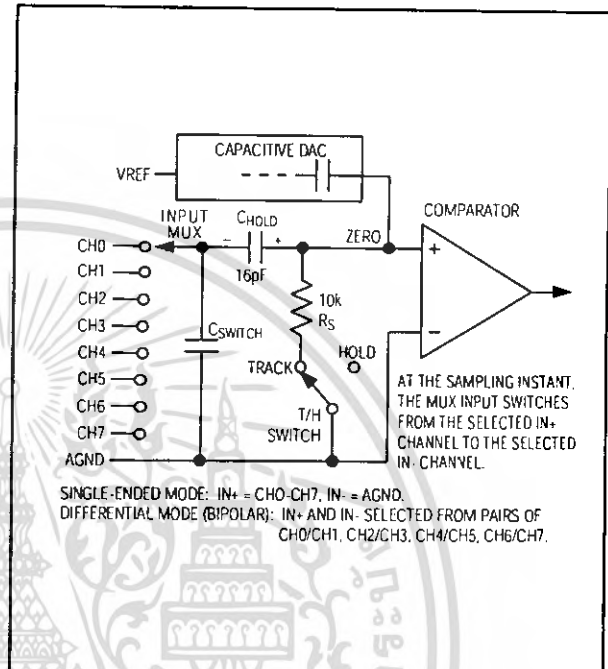 CAPACITIVE DAC
VREF
COMPARATOR
INPUT
MUX
CHOLD
ZERO
− +
16pF
+
−
CH0
CH1
CH2
CH3
CH4
CH5
CH6
CH7
AGND
CSWITCH
10k
RS
TRACK
HOLD
T/H
SWITCH
AT THE SAMPLING INSTANT,
THE MUX INPUT SWITCHES
FROM THE SELECTED IN+
CHANNEL TO THE SELECTED
IN- CHANNEL.
SINGLE-ENDED MODE: IN+ = CHO-CH7, IN- = AGND.
DIFFERENTIAL MODE (BIPOLAR): IN+ AND IN- SELECTED FROM PAIRS OF
CH0/CH1, CH2/CH3, CH4/CH5, CH6/CH7.